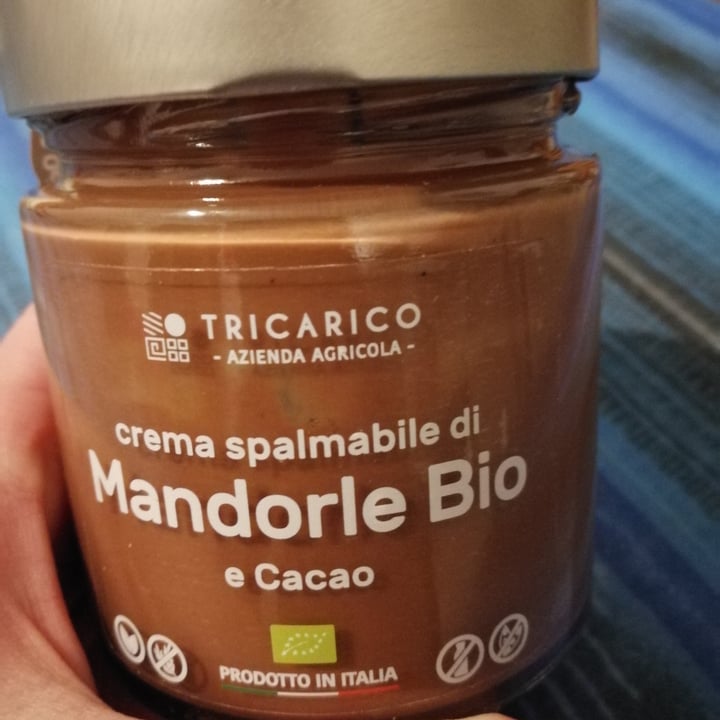 TRICARICO
- AZIENDA AGRICOLA -
crema spalmabile di
Mandorle Bio
e Cacao
PRODOTTO IN ITALIA